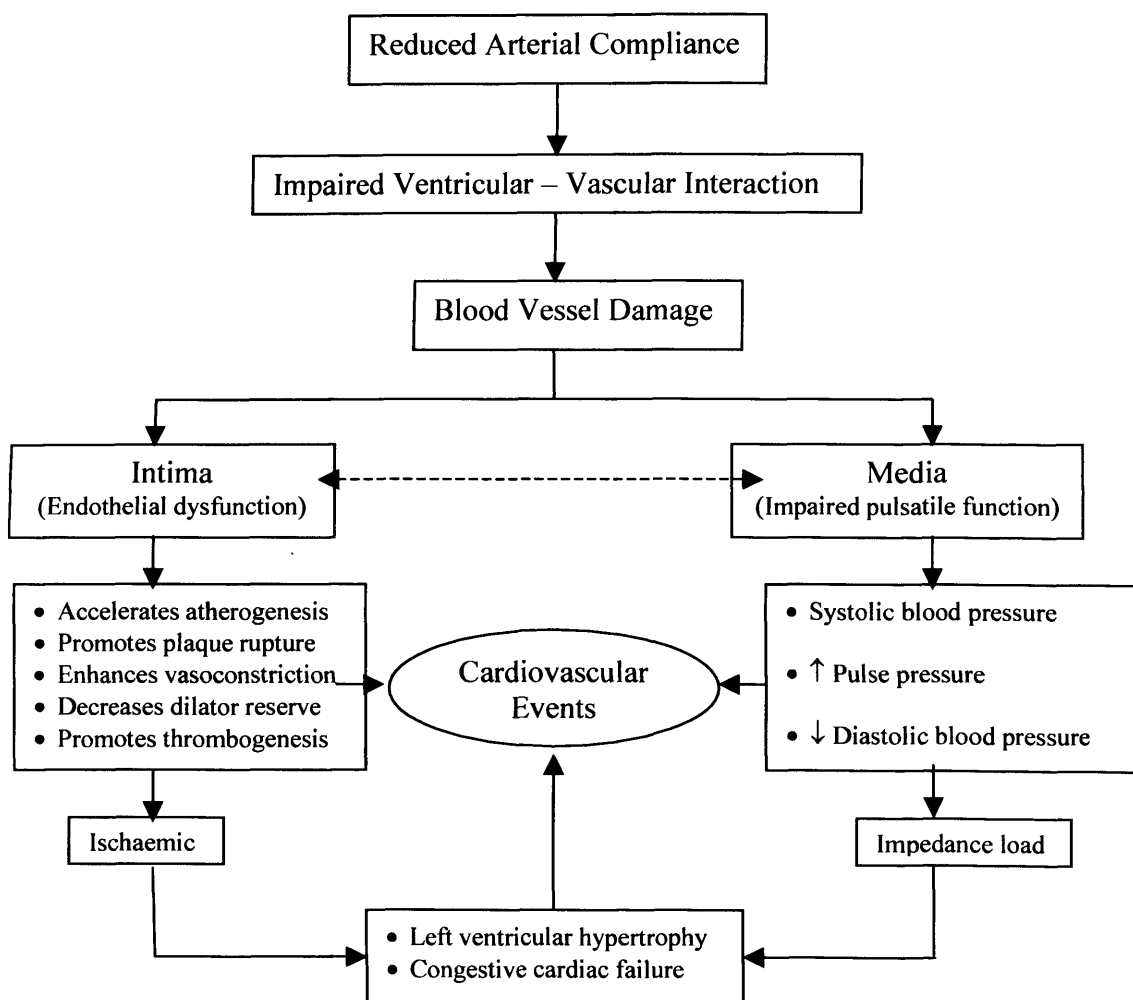 Reduced Arterial Compliance
Impaired Ventricular – Vascular Interaction
Blood Vessel Damage
Intima
(Endothelial dysfunction)
Media
(Impaired pulsatile function)
• Accelerates atherogenesis
• Promotes plaque rupture
• Enhances vasoconstriction
• Decreases dilator reserve
• Promotes thrombogenesis
Cardiovascular
Events
• Systolic blood pressure
• ↑ Pulse pressure
• ↓ Diastolic blood pressure
Ischaemic
Impedance load
• Left ventricular hypertrophy
• Congestive cardiac failure